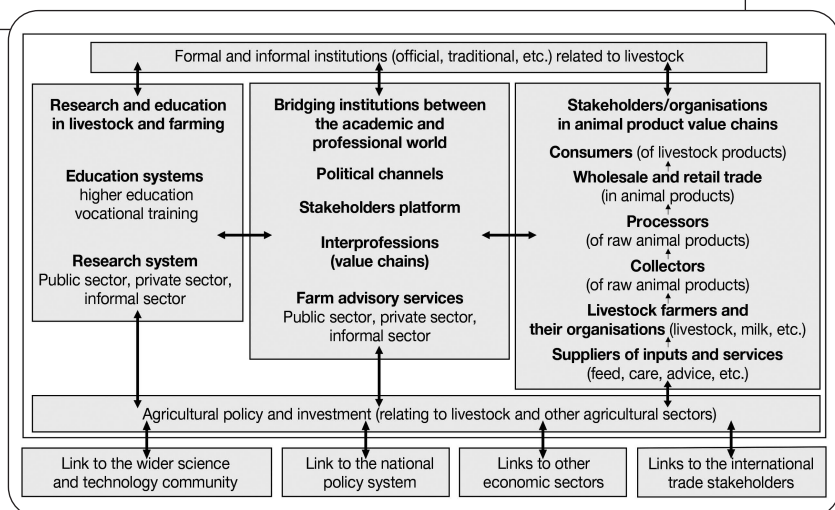 Formal and informal institutions (official, traditional, etc.) related to livestock
Research and education
in livestock and farming
Education systems
higher education
vocational training
Research system
Public sector, private sector,
informal sector
Bridging institutions between
the academic and
professional world
Political channels
Stakeholders platform
Interprofessions
(value chains)
Farm advisory services
Public sector, private sector,
informal sector
Stakeholders/organisations
in animal product value chains
Consumers (of livestock products)
Wholesale and retail trade
(in animal products)
Processors
(of raw animal products)
Collectors
(of raw animal products)
Livestock farmers and
their organisations (livestock, milk, etc.)
Suppliers of inputs and services
(feed, care, advice, etc.)
Agricultural policy and investment (relating to livestock and other agricultural sectors)
Link to the wider science
and technology community
Link to the national
policy system
Links to other
economic sectors
Links to the international
trade stakeholders